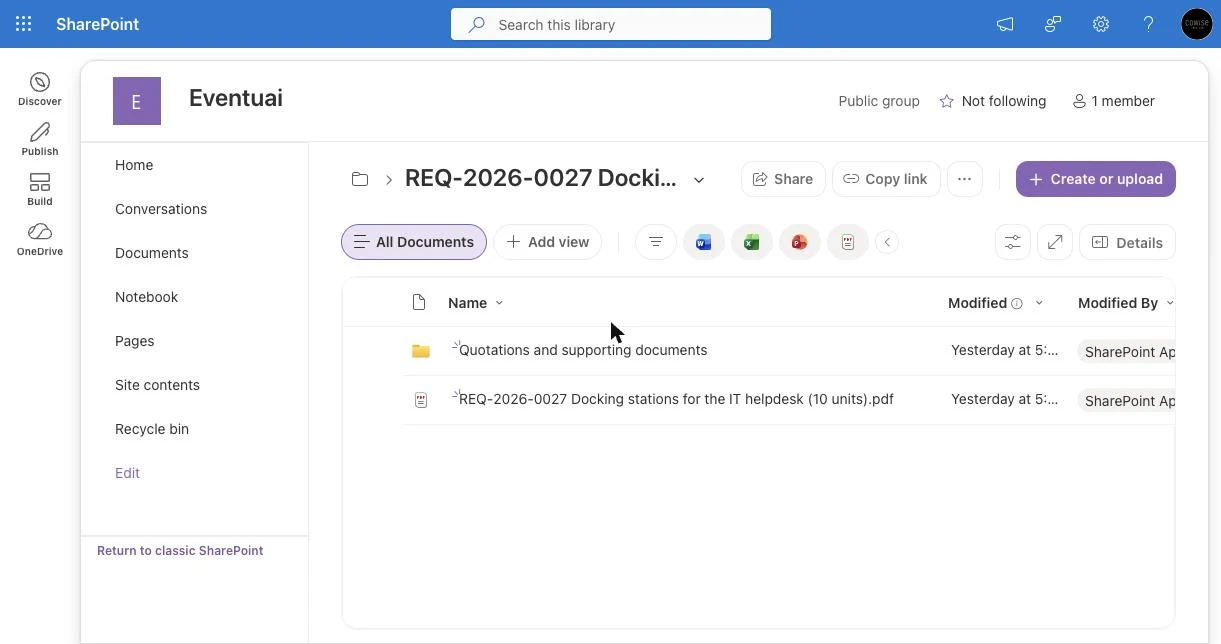 SharePoint
Search this library
Discover
Publish
Build
OneDrive
E
Eventuai
Public group
Not following
1 member
Home
Conversations
Documents
Notebook
Pages
Site contents
Recycle bin
Edit
Return to classic SharePoint
REQ-2026-0027 Docki...
Share
Copy link
Create or upload
All Documents
Add view
Details
Name
Modified
Modified By
Quotations and supporting documents
Yesterday at 5:...
SharePoint Ap
REQ-2026-0027 Docking stations for the IT helpdesk (10 units).pdf
Yesterday at 5:...
SharePoint Ap